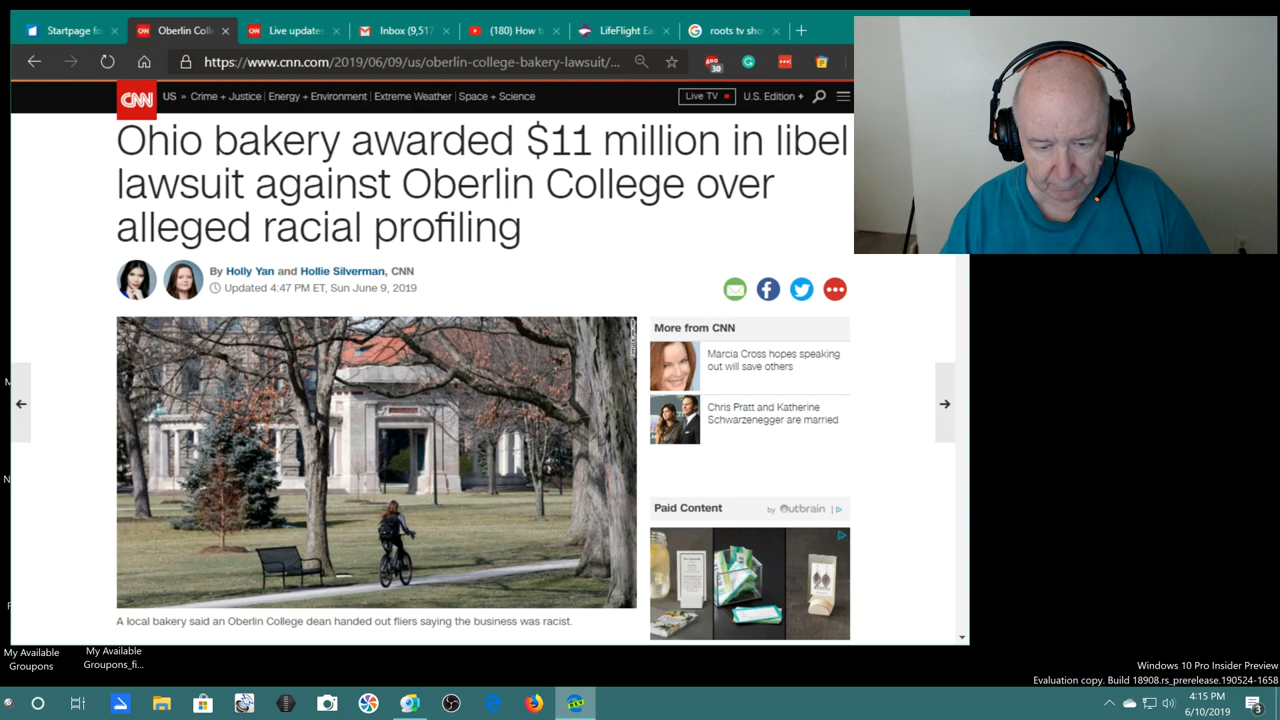 Startpage fo
Oberlin Coll
Live updates
Inbox (9,517
(180) How t
LifeFlight Ea
roots tv sho
https://www.cnn.com/2019/06/09/us/oberlin-college-bakery-lawsuit/...
30
CNN
US » Crime + Justice | Energy + Environment | Extreme Weather | Space + Science
Live TV
U.S. Edition +
Ohio bakery awarded $11 million in libel
lawsuit against Oberlin College over
alleged racial profiling
By Holly Yan and Hollie Silverman, CNN
Updated 4:47 PM ET, Sun June 9, 2019
More from CNN
Marcia Cross hopes speaking
out will save others
Chris Pratt and Katherine
Schwarzenegger are married
Paid Content
by Outbrain
A local bakery said an Oberlin College dean handed out fliers saying the business was racist.
My Available
Groupons
My Available
Groupons_fi...
Windows 10 Pro Insider Preview
Evaluation copy. Build 18908.rs_prerelease.190524-1658
4:15 PM
6/10/2019
3